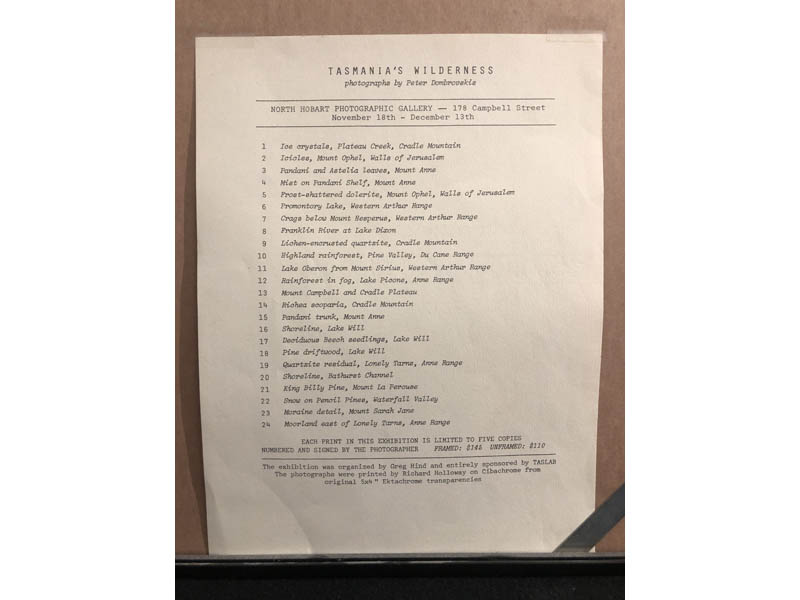 TASMANIA'S WILDERNESS
photographs by Peter Dombrovskis
NORTH HOBART PHOTOGRAPHIC GALLERY — 178 Campbell Street
November 18th - December 13th
1 Ice crystals, Plateau Creek, Cradle Mountain
2 Icicles, Mount Ophel, Walls of Jerusalem
3 Pandani and Astelia leaves, Mount Anne
4 Mist on Pandani Shelf, Mount Anne
5 Frost-shattered dolerite, Mount Ophel, Walls of Jerusalem
6 Promontory Lake, Western Arthur Range
7 Crags below Mount Hesperus, Western Arthur Range
8 Franklin River at Lake Dixon
9 Lichen-encrusted quartzite, Cradle Mountain
10 Highland rainforest, Pine Valley, Du Cane Range
11 Lake Oberon from Mount Sirius, Western Arthur Range
12 Rainforest in fog, Lake Picone, Anne Range
13 Mount Campbell and Cradle Plateau
14 Richea scoparia, Cradle Mountain
15 Pandani trunk, Mount Anne
16 Shoreline, Lake Will
17 Deciduous Beech seedlings, Lake Will
18 Pine driftwood, Lake Will
19 Quartzite residual, Lonely Tarns, Anne Range
20 Shoreline, Bathurst Channel
21 King Billy Pine, Mount La Perouse
22 Snow on Pencil Pines, Waterfall Valley
23 Moraine detail, Mount Sarah Jane
24 Moorland east of Lonely Tarns, Anne Range
EACH PRINT IN THIS EXHIBITION IS LIMITED TO FIVE COPIES
NUMBERED AND SIGNED BY THE PHOTOGRAPHER FRAMED: UNFRAMED: $110
The exhibition was organized by Greg Hind and entirely sponsored by TASLAB
The photographs were printed by Richard Holloway on Cibachrome from
original 5x4" Ektachrome transparencies